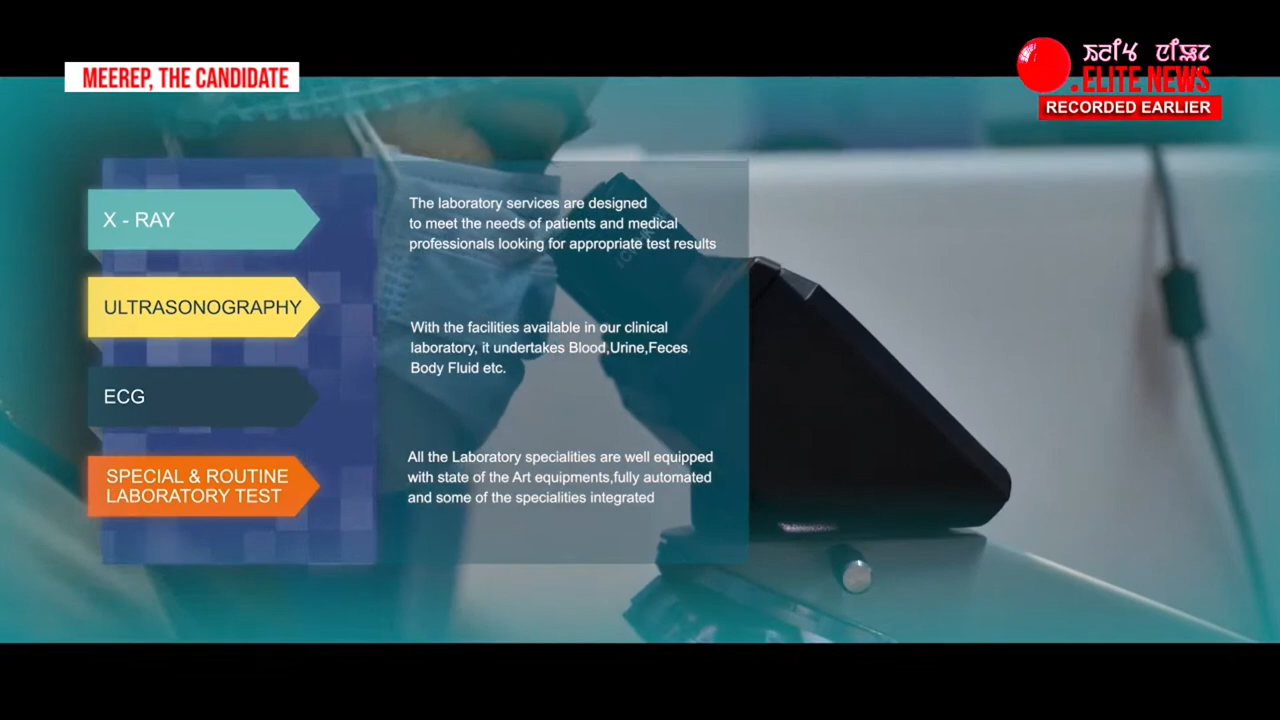 MEEREP, THE CANDIDATE
.ELITE NEWS
RECORDED EARLIER
X - RAY
ULTRASONOGRAPHY
ECG
SPECIAL & ROUTINE
LABORATORY TEST
The laboratory services are designed
to meet the needs of patients and medical
professionals looking for appropriate test results
With the facilities available in our clinical
laboratory, it undertakes Blood,Urine,Feces
Body Fluid etc.
All the Laboratory specialities are well equipped
with state of the Art equipments,fully automated
and some of the specialities integrated